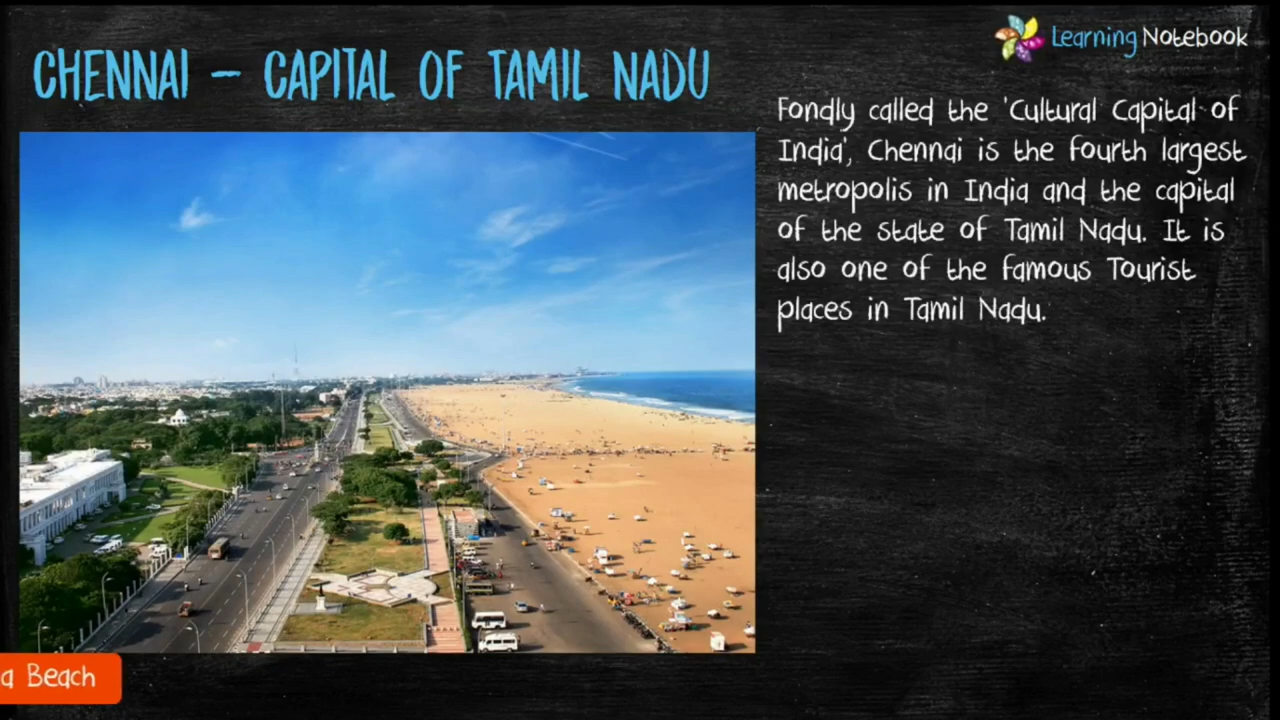 Learning Notebook
CHENNAI - CAPITAL OF TAMIL NADU
Fondly called the 'Cultural Capital of
India', Chennai is the fourth largest
metropolis in India and the capital
of the state of Tamil Nadu. It is
also one of the famous Tourist
places in Tamil Nadu.
a Beach